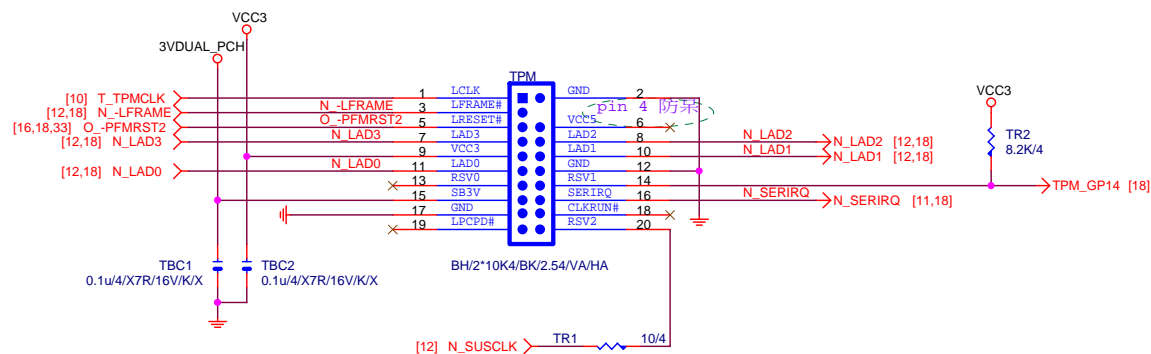 VCC3
3VDUAL_PCH
TPM
[10] T_TPMCLK
1
LCLK
GND
2
[12,18] N_-LFRAME
N_-LFRAME
3
LFRAME#
pin 4 防呆
[16,18,33] O_-PFMRST2
O_-PFMRST2
5
LRESET#
VCC5
6
[12,18] N_LAD3
N_LAD3
7
LAD3
LAD2
8
N_LAD2
N_LAD2 [12,18]
9
VCC3
LAD1
10
N_LAD1
N_LAD1 [12,18]
[12,18] N_LAD0
N_LAD0
11
LAD0
GND
12
13
RSV0
RSV1
14
TPM_GP14 [18]
15
SB3V
SERIRQ
16
N_SERIRQ
N_SERIRQ [11,18]
17
GND
CLKRUN#
18
19
LPCPD#
RSV2
20
VCC3
TR2
8.2K/4
BH/2*10K4/BK/2.54/VA/HA
TBC1
0.1u/4/X7R/16V/K/X
TBC2
0.1u/4/X7R/16V/K/X
[12] N_SUSCLK
TR1
10/4